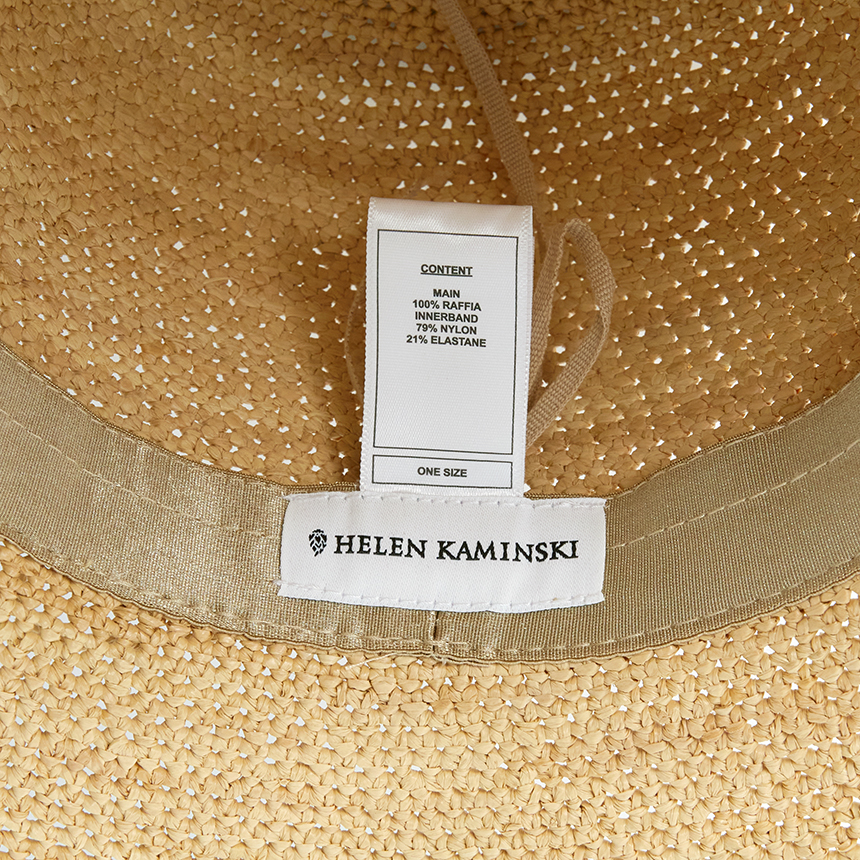 CONTENT
MAIN
100% RAFFIA
INNERBAND
79% NYLON
21% ELASTANE
ONE SIZE
HELEN KAMINSKI